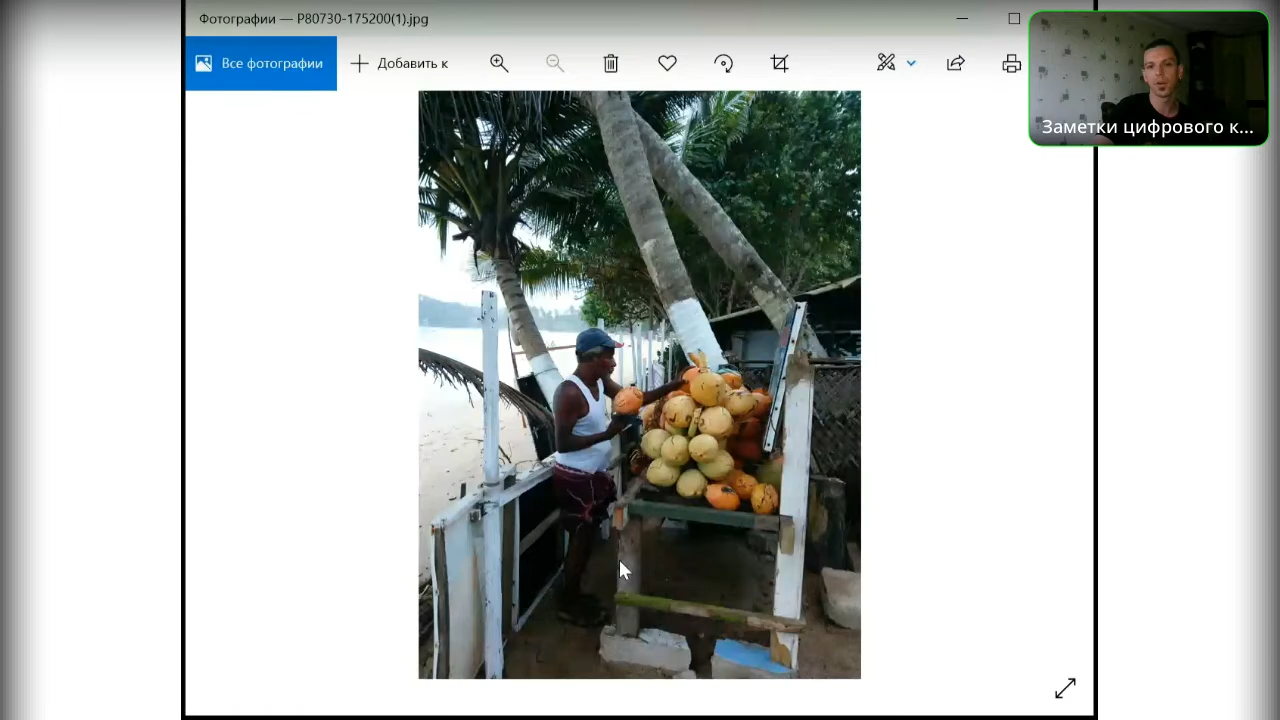 Фотографии — P80730-175200(1).jpg
Все фотографии
Добавить к
Заметки цифрового к...